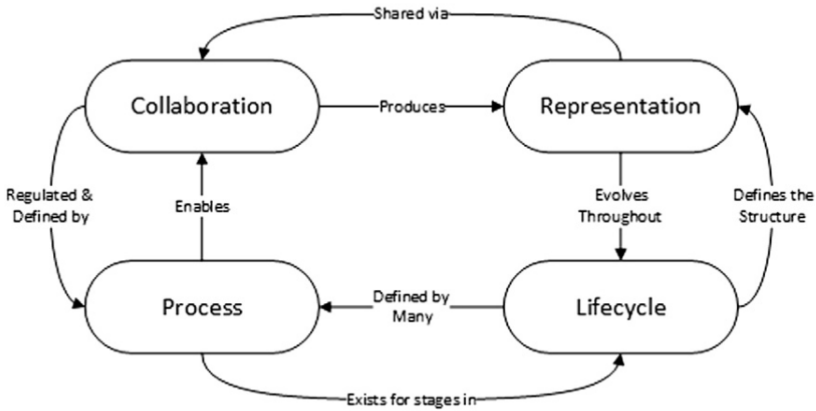 Shared via
Collaboration
Produces
Representation
Regulated &
Defined by
Enables
Evolves
Throughout
Defines the
Structure
Process
Defined by
Many
Lifecycle
Exists for stages in